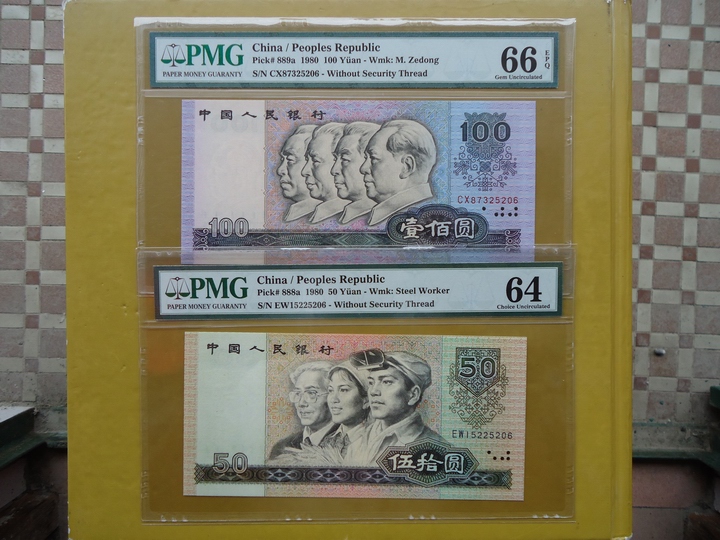 PMG
PAPER MONEY GUARANTY
China / Peoples Republic
Pick# 889a 1980 100 Yüan - Wmk: M. Zedong
S/N CX87325206 - Without Security Thread
66 EPQ
Gem Uncirculated
中国人民银行
100
CX87325206
100
壹佰圆
PMG
PAPER MONEY GUARANTY
China / Peoples Republic
Pick# 888a 1980 50 Yüan - Wmk: Steel Worker
S/N EW15225206 - Without Security Thread
64
Choice Uncirculated
中国人民银行
50
EW15225206
50
伍拾圆